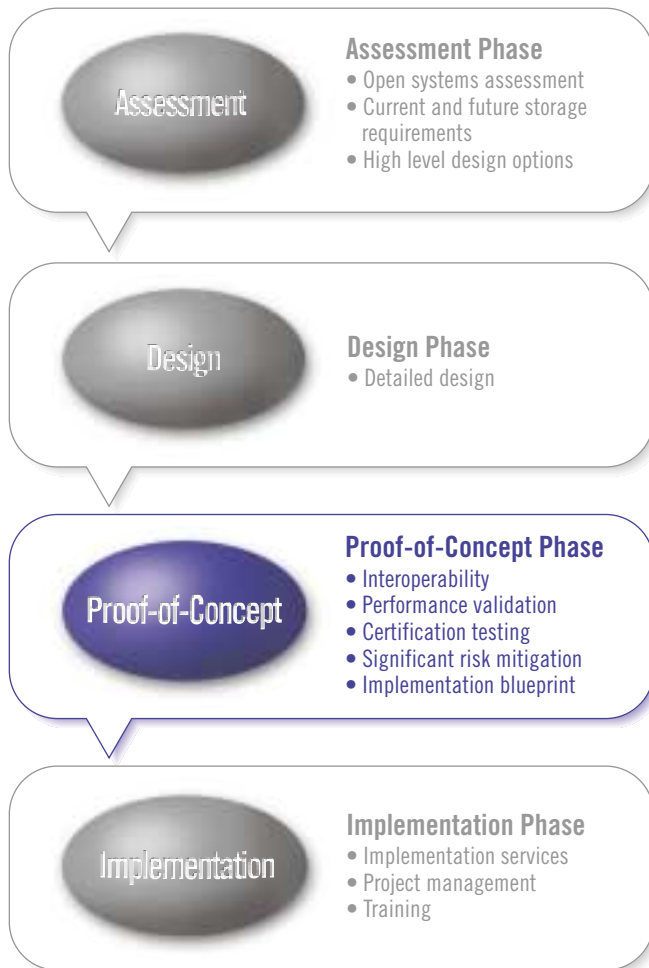 Assessment
Assessment Phase
• Open systems assessment
• Current and future storage
requirements
• High level design options
Design
Design Phase
• Detailed design
Proof-of-Concept
Proof-of-Concept Phase
• Interoperability
• Performance validation
• Certification testing
• Significant risk mitigation
• Implementation blueprint
Implementation
Implementation Phase
• Implementation services
• Project management
• Training